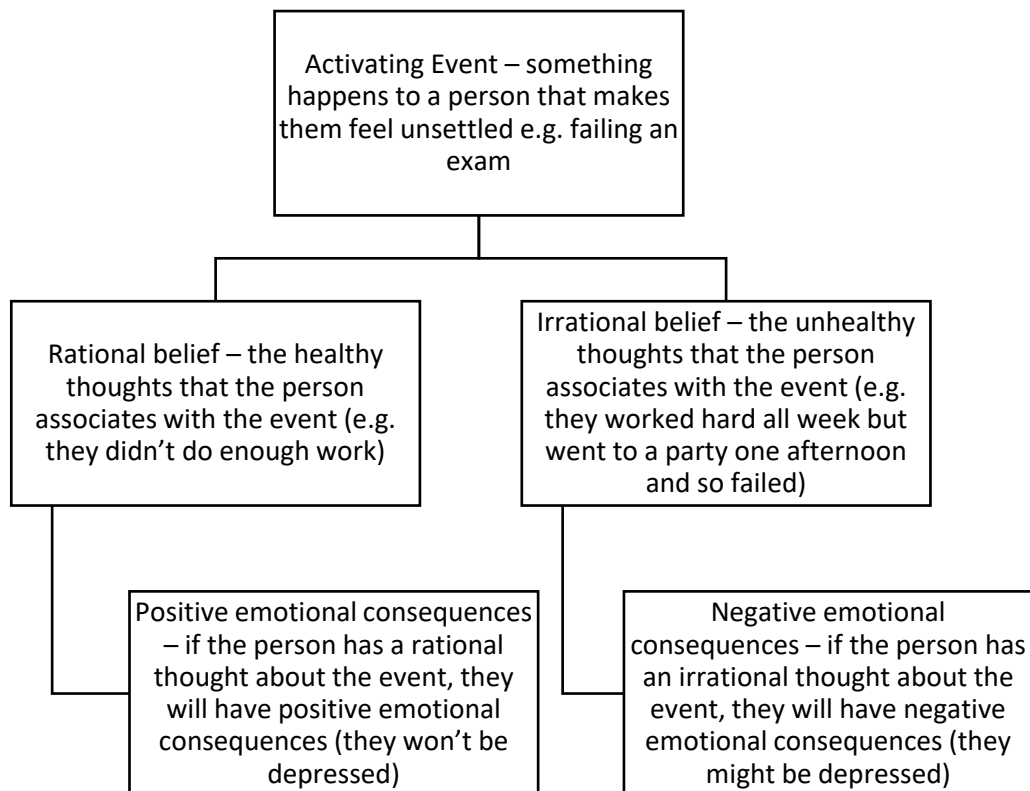 Activating Event – something
happens to a person that makes
them feel unsettled e.g. failing an
exam
Rational belief – the healthy
thoughts that the person
associates with the event (e.g.
they didn’t do enough work)
Irrational belief – the unhealthy
thoughts that the person
associates with the event (e.g.
they worked hard all week but
went to a party one afternoon
and so failed)
Positive emotional consequences
– if the person has a rational
thought about the event, they
will have positive emotional
consequences (they won’t be
depressed)
Negative emotional
consequences – if the person has
an irrational thought about the
event, they will have negative
emotional consequences (they
might be depressed)